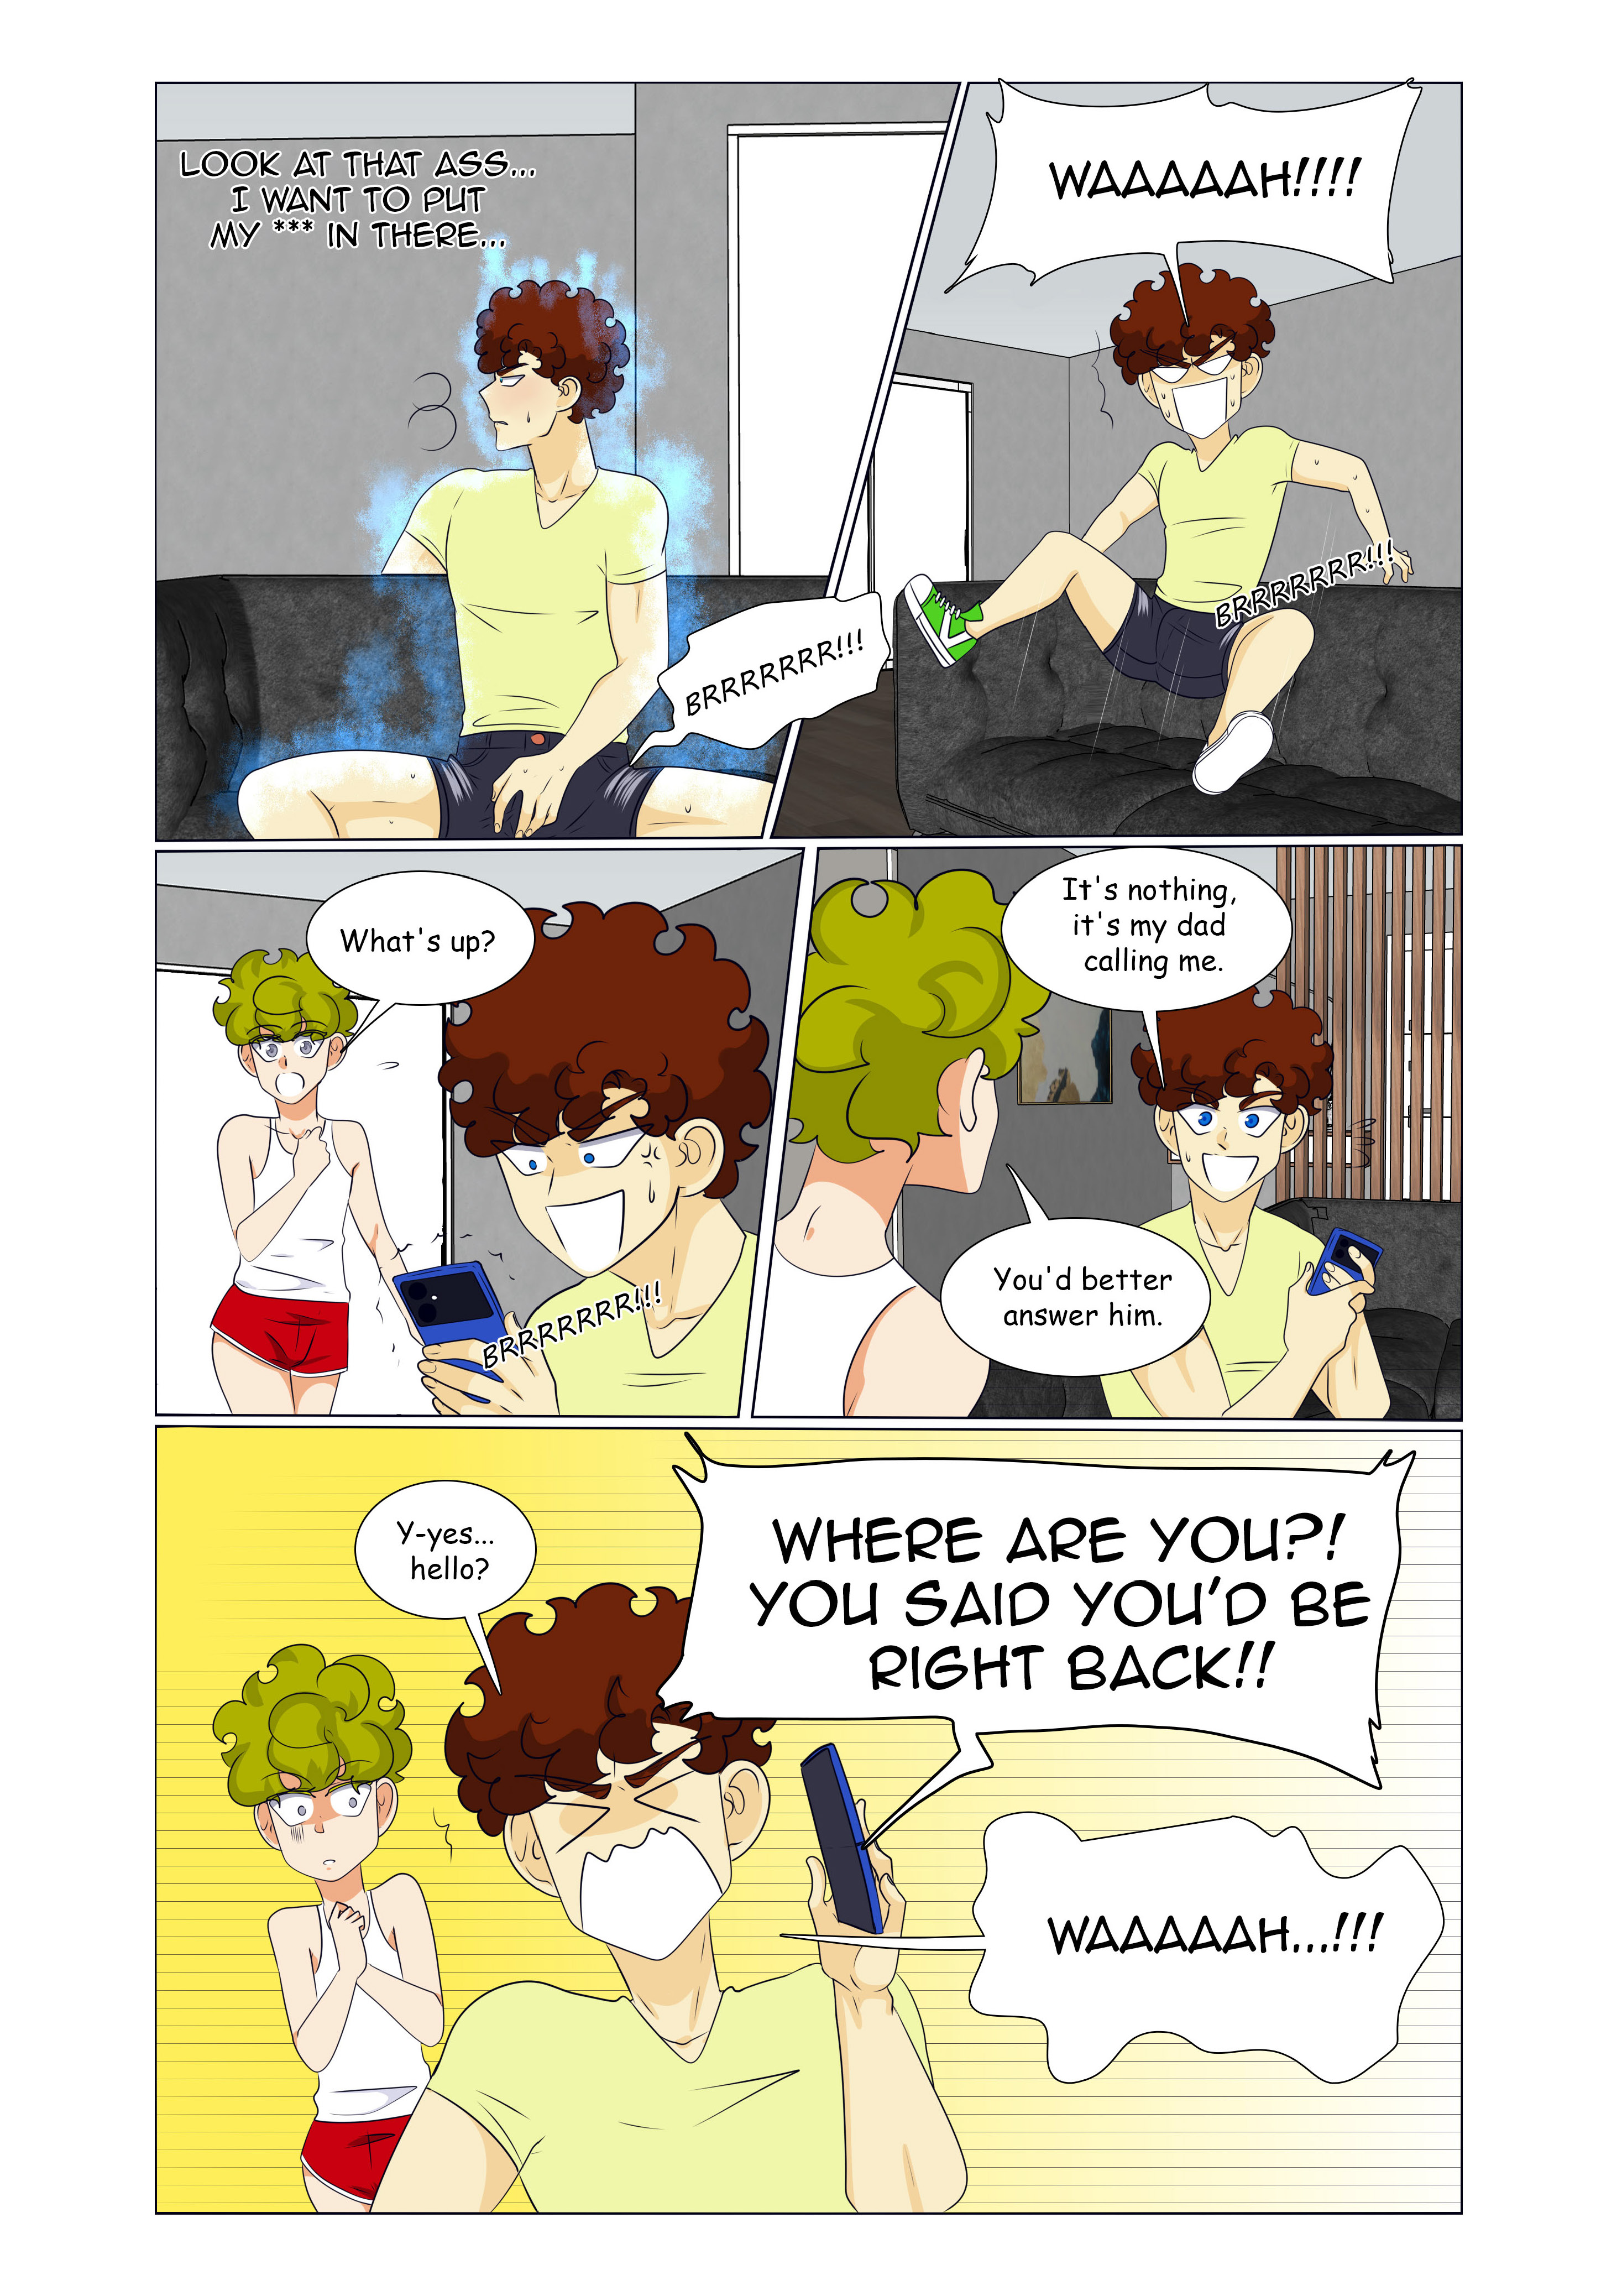 LOOK AT THAT ASS...
I WANT TO PUT
MY *** IN THERE...
BRRRRRRR!!!
WAAAAAH!!!!
BRRRRRRR!!!
What's up?
BRRRRRRR!!!
It's nothing,
it's my dad
calling me.
You'd better
answer him.
Y-yes...
hello?
WHERE ARE YOU?!
YOU SAID YOU'D BE
RIGHT BACK!!
WAAAAAH...!!!